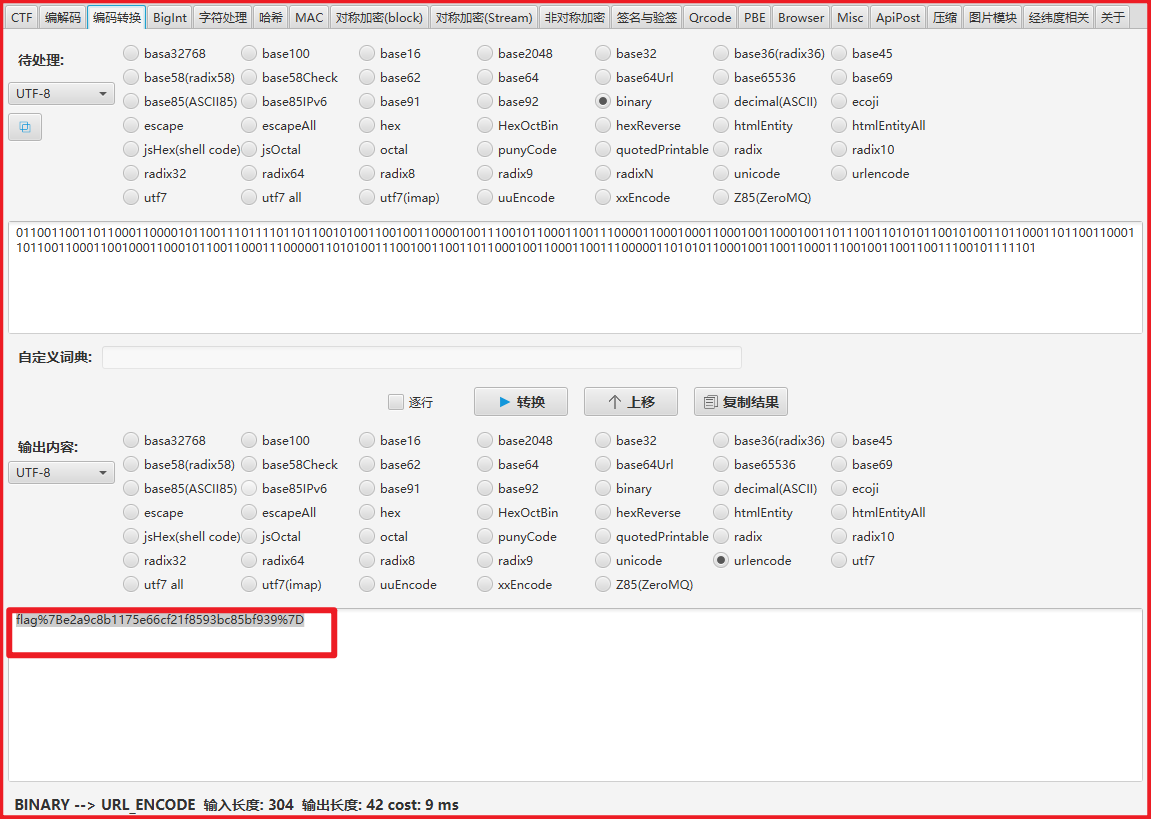 CTF 编解码 编码转换 BigInt 字符处理 哈希 MAC 对称加密(block) 对称加密(Stream) 非对称加密 签名与验签 Qrcode PBE Browser Misc ApiPost 压缩 图片模块 经纬度相关 关于
待处理:
UTF-8
basa32768 base100 base16 base2048 base32 base36(radix36) base45
base58(radix58) base58Check base62 base64 base64Url base65536 base69
base85(ASCII85) base85IPv6 base91 base92 binary decimal(ASCII) ecoji
escape escapeAll hex HexOctBin hexReverse htmlEntity htmlEntityAll
jsHex(shell code) jsOctal octal punyCode quotedPrintable radix radix10
radix32 radix64 radix8 radix9 radixN unicode urlencode
utf7 utf7 all utf7(imap) uuEncode xxEncode Z85(ZeroMQ)
011001100110110001100001011001110111101101100101001100100110000100111001011000110011100001100010001100010011000100110111001101010110010100110110001101100110001
1011001100011001000110001011001100011100000110101001110010011001101100010011000110011100000110101011000100110011000111001001100110011100101111101
自定义词典:
逐行 转换 上移 复制结果
输出内容:
UTF-8
basa32768 base100 base16 base2048 base32 base36(radix36) base45
base58(radix58) base58Check base62 base64 base64Url base65536 base69
base85(ASCII85) base85IPv6 base91 base92 binary decimal(ASCII) ecoji
escape escapeAll hex HexOctBin hexReverse htmlEntity htmlEntityAll
jsHex(shell code) jsOctal octal punyCode quotedPrintable radix radix10
radix32 radix64 radix8 radix9 unicode urlencode utf7
utf7 all utf7(imap) uuEncode xxEncode Z85(ZeroMQ)
flag%7Be2a9c8b1175e66cf21f8593bc85bf939%7D
BINARY --> URL_ENCODE 输入长度: 304 输出长度: 42 cost: 9 ms